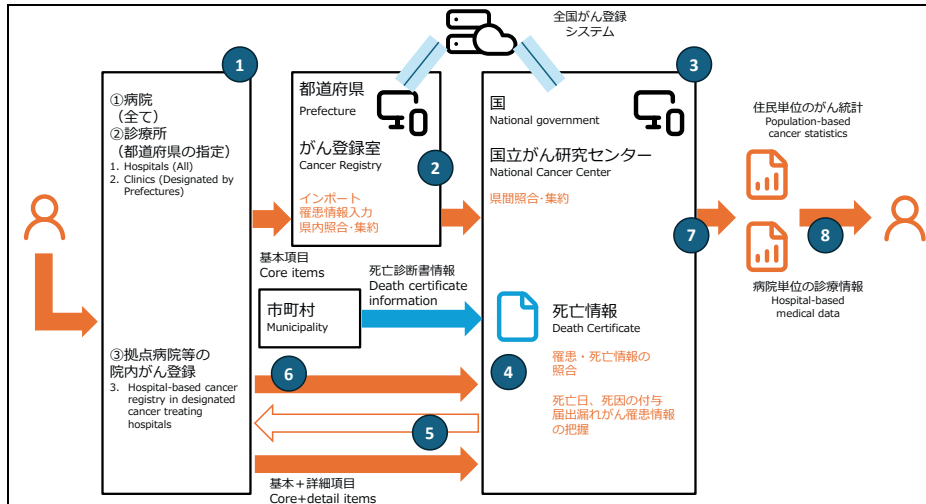 全国がん登録
システム
1
①病院
(全て)
②診療所
(都道府県の指定)
1. Hospitals (All)
2. Clinics (Designated by
Prefectures)
都道府県
Prefecture
がん登録室
Cancer Registry
2
インポート
罹患情報入力
県内照合・集約
3
国
National government
国立がん研究センター
National Cancer Center
県間照合・集約
住民単位のがん統計
Population-based
cancer statistics
7
8
病院単位の診療情報
Hospital-based
medical data
基本項目
Core items
市町村
Municipality
死亡診断書情報
Death certificate
information
死亡情報
Death Certificate
4
罹患・死亡情報の
照合
死亡日、死因の付与
届出漏れがん罹患情報
の把握
③拠点病院等の
院内がん登録
3. Hospital-based cancer
registry in designated
cancer treating
hospitals
6
5
基本+詳細項目
Core+detail items